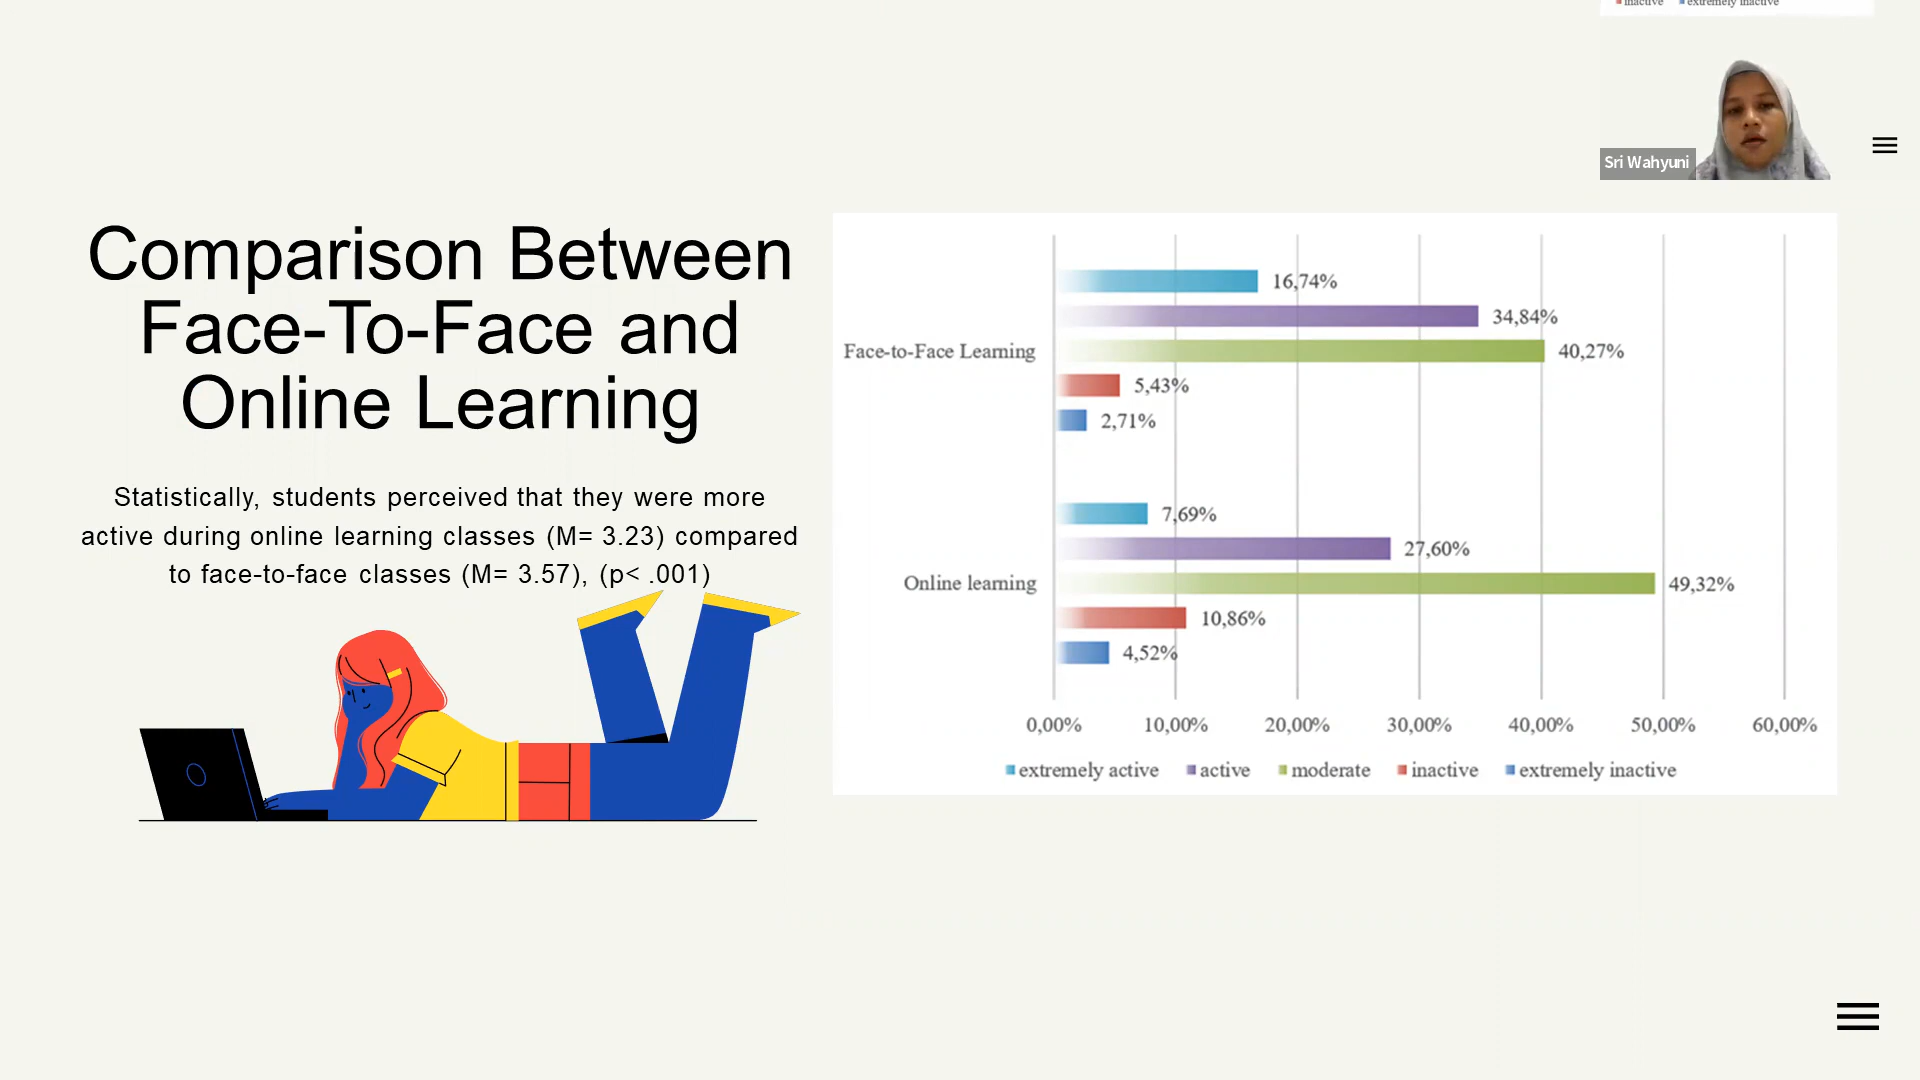 inactive extremely inactive
Sri Wahyuni
Comparison Between
Face-To-Face and
Online Learning
Statistically, students perceived that they were more
active during online learning classes (M= 3.23) compared
to face-to-face classes (M= 3.57), (p< .001)
16,74%
34,84%
Face-to-Face Learning
40,27%
5,43%
2,71%
7,69%
27,60%
Online learning
49,32%
10,86%
4,52%
0,00% 10,00% 20,00% 30,00% 40,00% 50,00% 60,00%
extremely active active moderate inactive extremely inactive